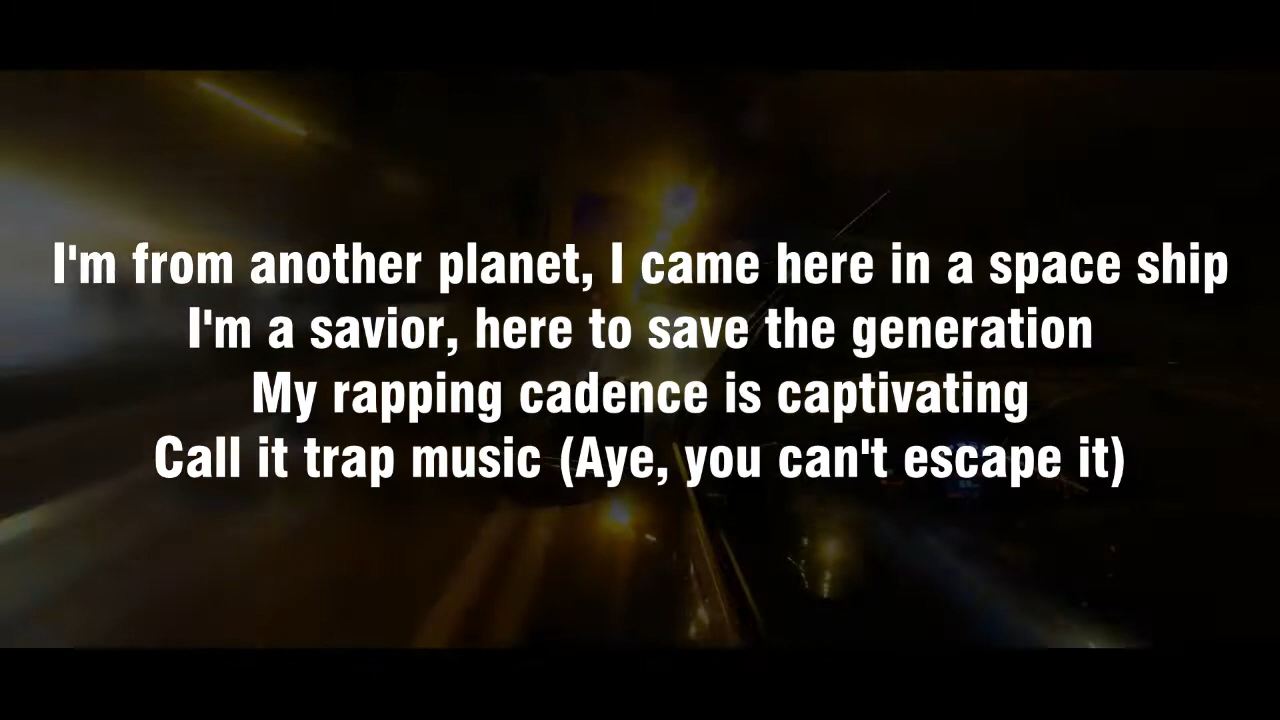 I'm from another planet, I came here in a space ship
I'm a savior, here to save the generation
My rapping cadence is captivating
Call it trap music (Aye, you can't escape it)